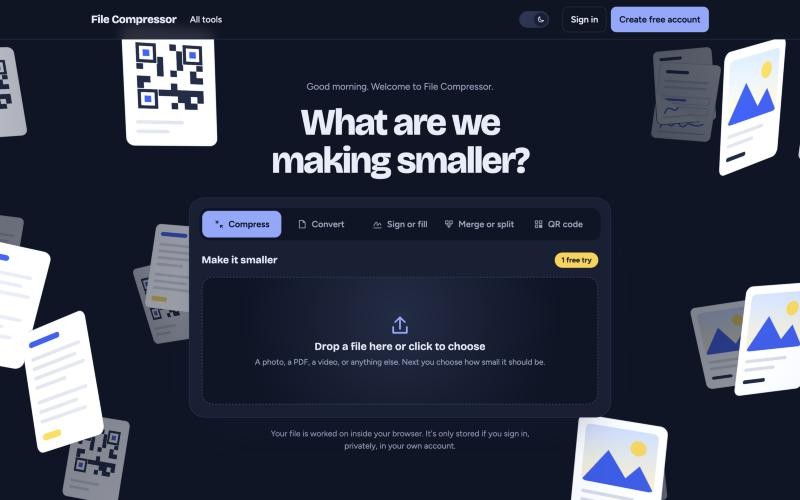 File Compressor
All tools
Sign in
Create free account
Good morning. Welcome to File Compressor.
What are we
making smaller?
Compress
Convert
Sign or fill
Merge or split
QR code
Make it smaller
1 free try
Drop a file here or click to choose
A photo, a PDF, a video, or anything else. Next you choose how small it should be.
Your file is worked on inside your browser. It's only stored if you sign in,
privately, in your own account.